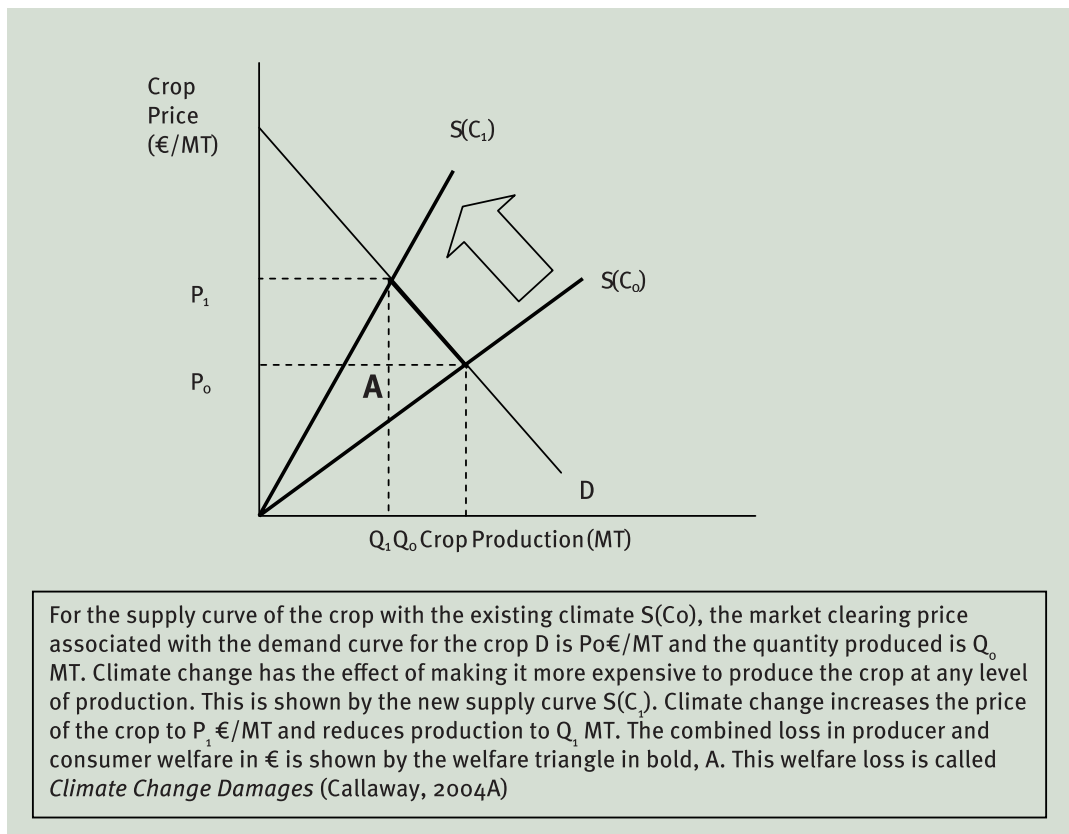 Crop
Price
(€/MT)
S(C₁)
S(C₀)
P₁
P₀
A
D
Q₁Q₀ Crop Production (MT)
For the supply curve of the crop with the existing climate S(Co), the market clearing price
associated with the demand curve for the crop D is Po€/MT and the quantity produced is Q₀
MT. Climate change has the effect of making it more expensive to produce the crop at any level
of production. This is shown by the new supply curve S(C₁). Climate change increases the price
of the crop to P₁ €/MT and reduces production to Q₁ MT. The combined loss in producer and
consumer welfare in € is shown by the welfare triangle in bold, A. This welfare loss is called
Climate Change Damages (Callaway, 2004A)